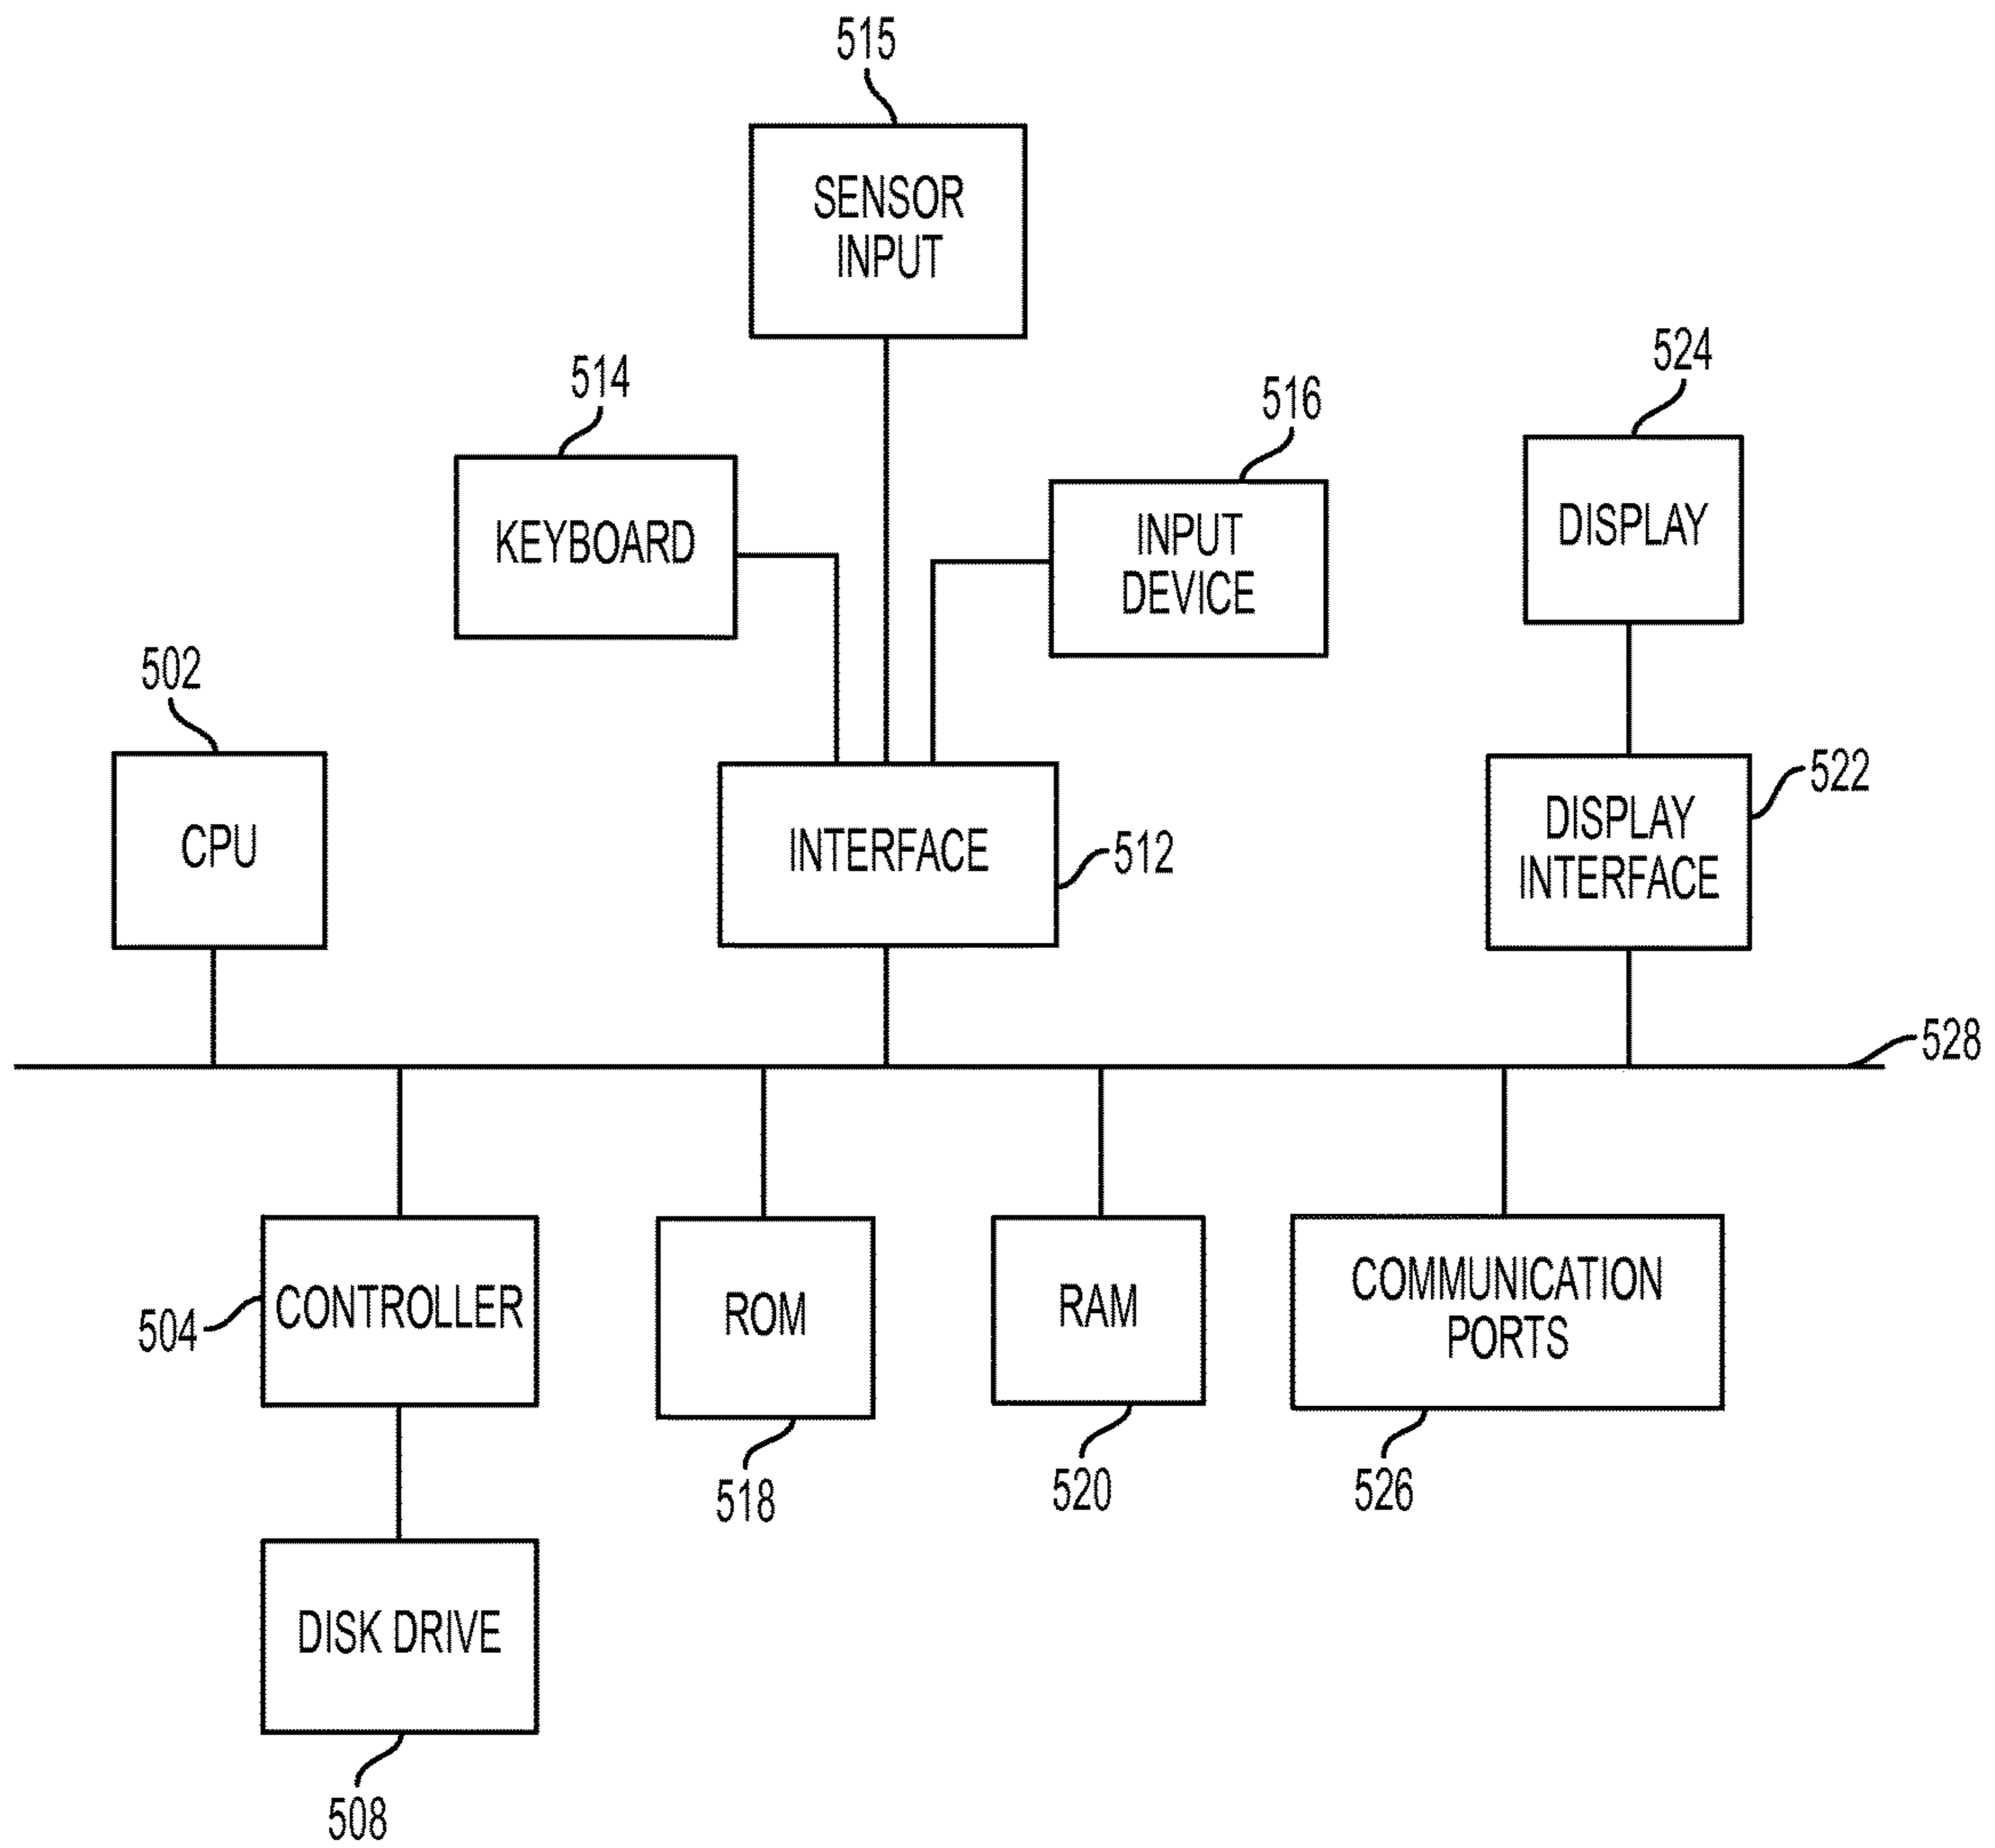 515
SENSOR
INPUT
514
KEYBOARD
516
INPUT
DEVICE
524
DISPLAY
502
CPU
INTERFACE
512
DISPLAY
INTERFACE
522
528
504
CONTROLLER
ROM
518
RAM
520
COMMUNICATION
PORTS
526
DISK DRIVE
508